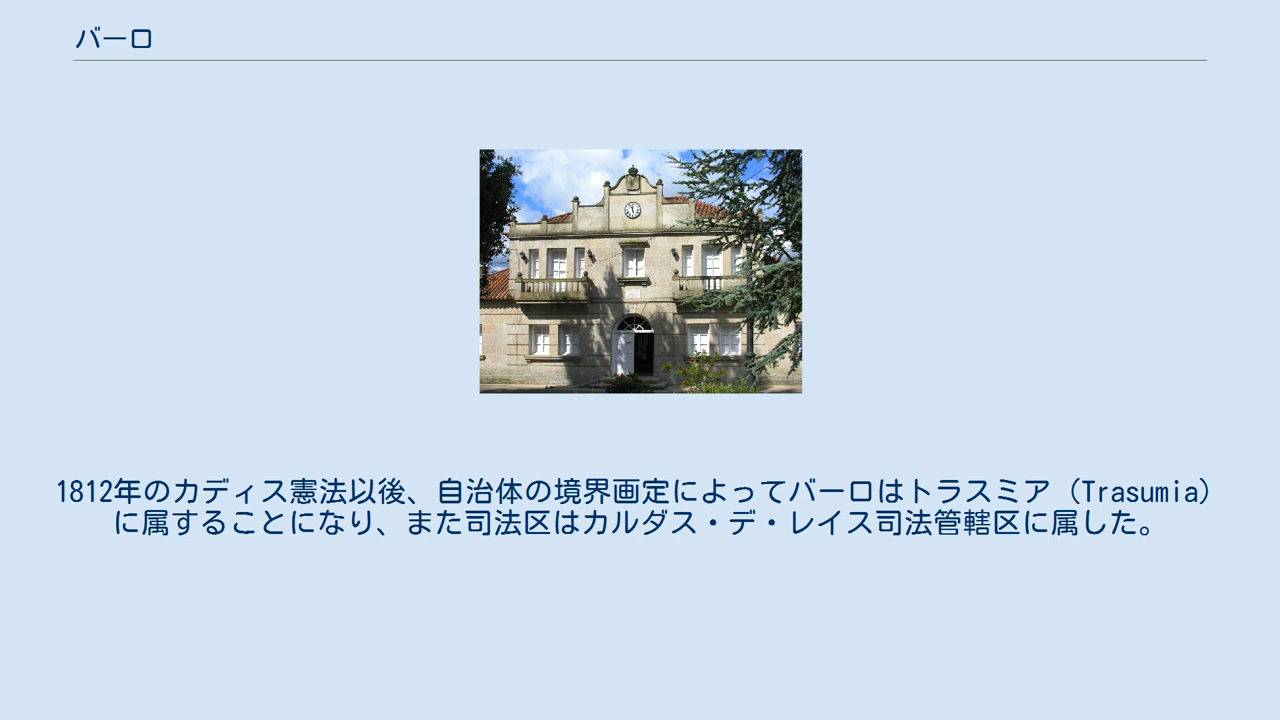 バーロ
1812年のカディス憲法以後、自治体の境界画定によってバーロはトラスミア（Trasumia）
に属することになり、また司法区はカルダス・デ・レイス司法管轄区に属した。